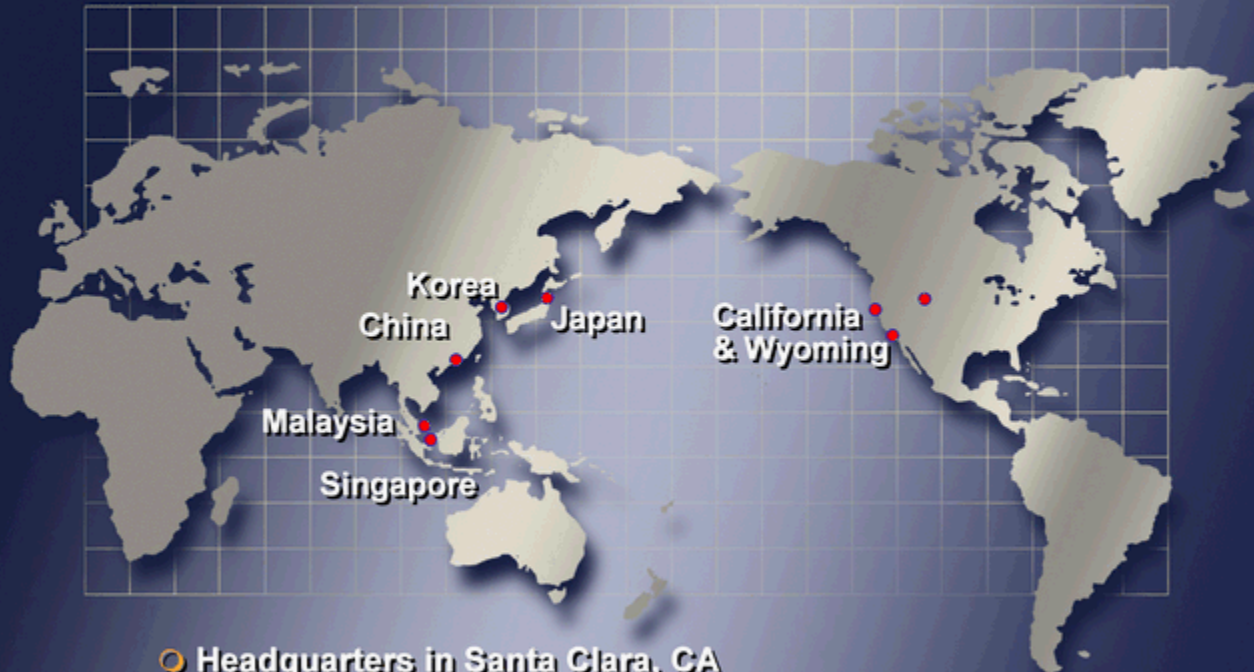 Korea
China
Japan
California
& Wyoming
Malaysia
Singapore
Headquarters in Santa Clara, CA